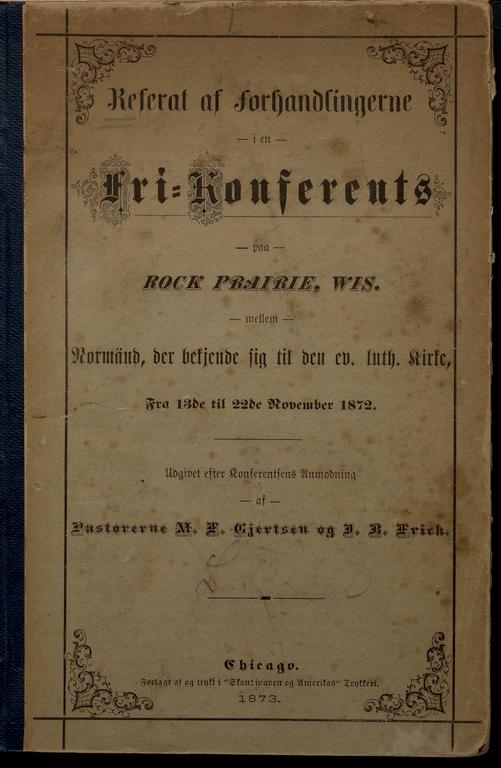 Referat af Forhandlingerne
— i en —
Fri=Konferents
— paa —
ROCK PRAIRIE, WIS.
— mellem —
Normänd, der bekjende sig til den ev. luth. Kirke,
Fra 13de til 22de November 1872.
Udgivet efter Konferentsens Anmodning
— af —
Pastorerne M. F. Gjertsen og J. B. Frich.
Chicago.
Forlagt af og trykt i "Skandinaven og Amerikas" Trykkeri.
1873.